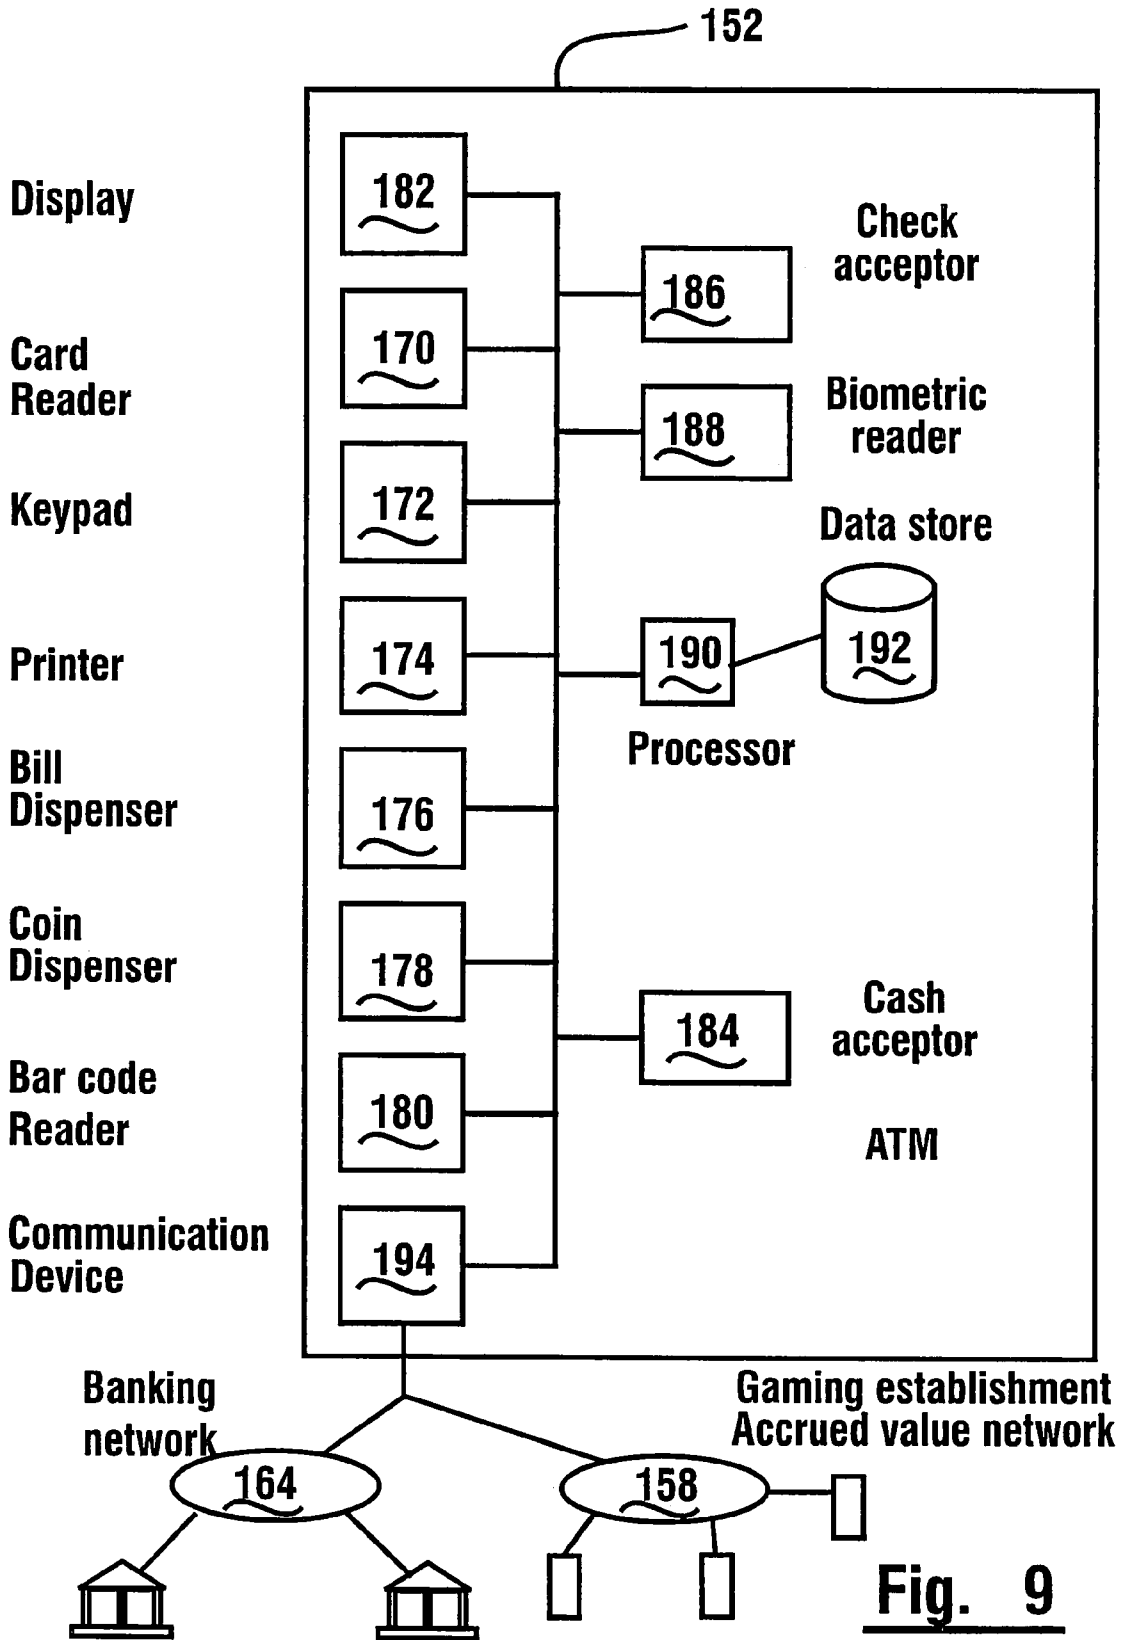 152
Display
182
Check
acceptor
186
Card
Reader
170
Biometric
reader
188
Keypad
172
Data store
192
Printer
174
190
Processor
Bill
Dispenser
176
Coin
Dispenser
178
Cash
acceptor
184
Bar code
Reader
180
ATM
Communication
Device
194
Banking
network
164
Gaming establishment
Accrued value network
158
Fig. 9